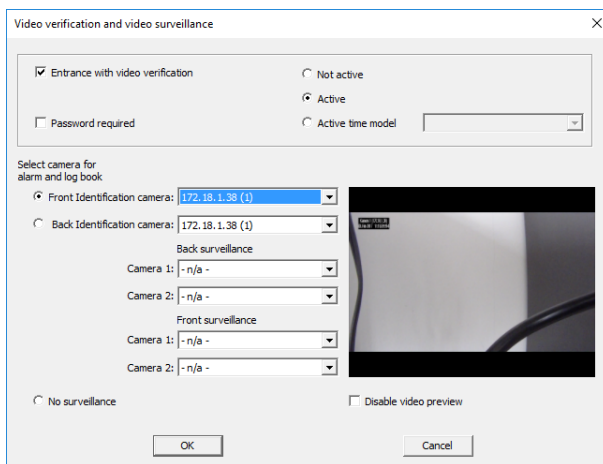 Video verification and video surveillance
Entrance with video verification
Not active
Active
Password required
Active time model
Select camera for
alarm and log book
Front Identification camera: 172.18.1.38 (1)
Back Identification camera: 172.18.1.38 (1)
Back surveillance
Camera 1: - n/a -
Camera 2: - n/a -
Front surveillance
Camera 1: - n/a -
Camera 2: - n/a -
No surveillance
Disable video preview
OK
Cancel